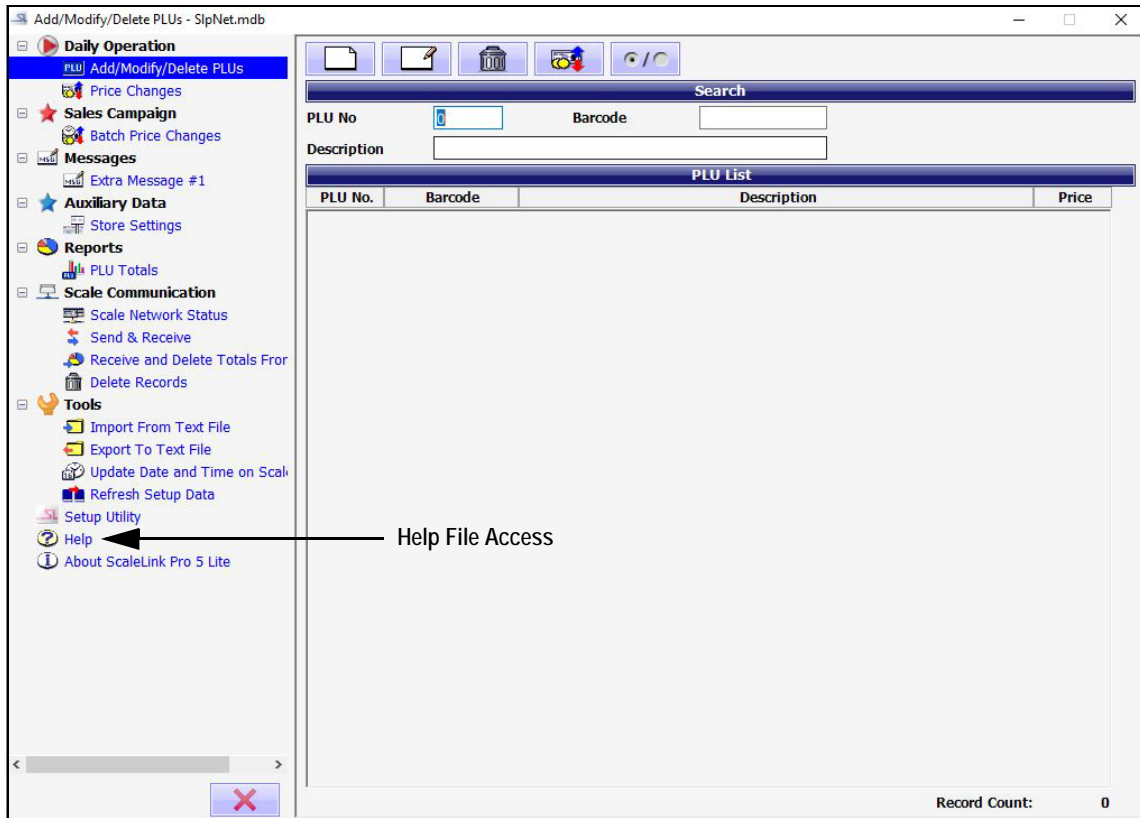 Add/Modify/Delete PLUs - SlpNet.mdb
Daily Operation
PLU Add/Modify/Delete PLUs
Price Changes
Sales Campaign
Batch Price Changes
MSG Messages
MSG Extra Message #1
Auxiliary Data
Store Settings
Reports
PLU PLU Totals
Scale Communication
Scale Network Status
Send & Receive
Receive and Delete Totals Fror
Delete Records
Tools
Import From Text File
Export To Text File
Update Date and Time on Scal
Refresh Setup Data
SL Setup Utility
Help
About ScaleLink Pro 5 Lite
Search
PLU No 0 Barcode
Description
PLU List
PLU No. Barcode Description Price
Help File Access
Record Count: 0